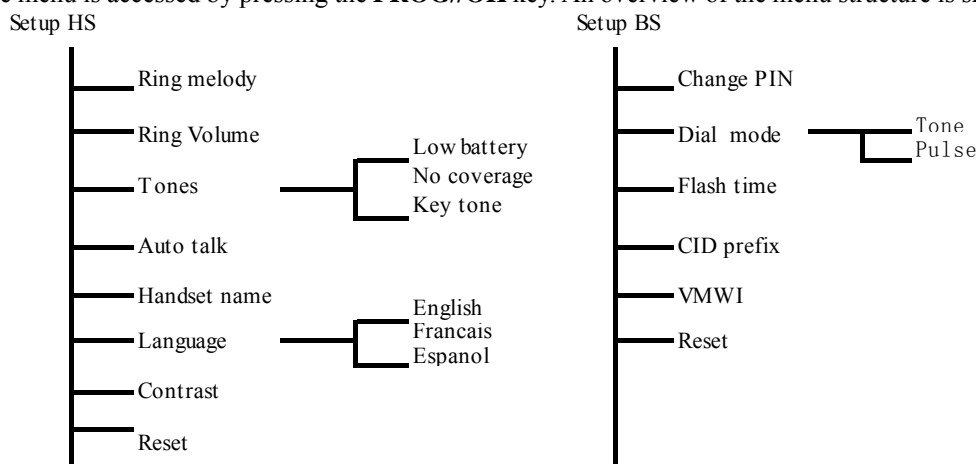 menu is accessed by pressing the PROG//OK key. An overview of the menu structure is
Setup HS
Ring melody
Ring Volume
Tones
Low battery
No coverage
Key tone
Auto talk
Handset name
Language
English
Francais
Espanol
Contrast
Reset
Setup BS
Change PIN
Dial mode
Tone
Pulse
Flash time
CID prefix
VMWI
Reset